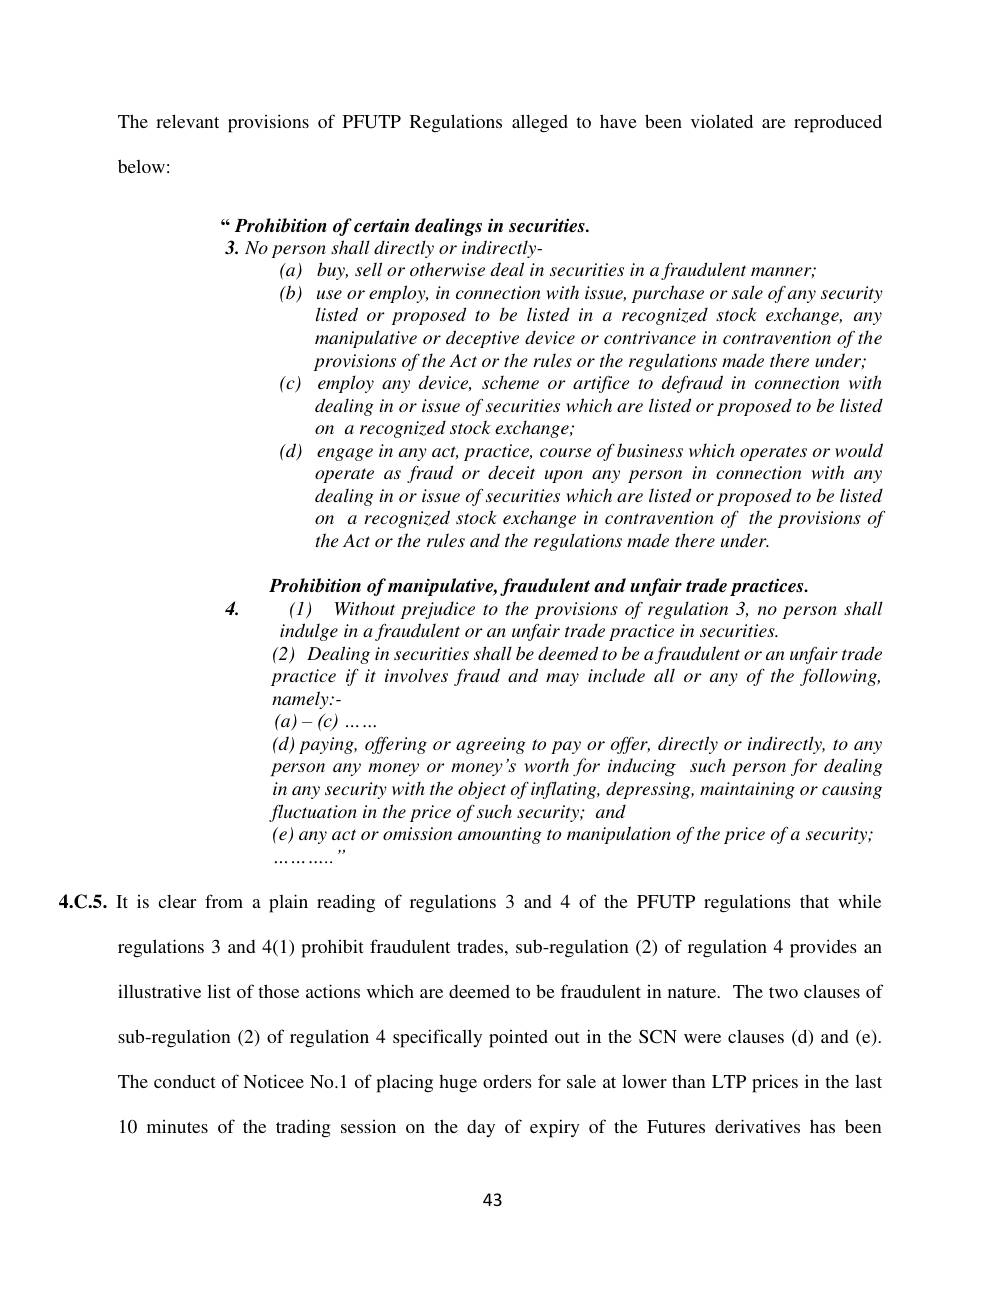 The relevant provisions of PFUTP Regulations alleged to have been violated are reproduced
below:
“ Prohibition of certain dealings in securities.
3. No person shall directly or indirectly-
(a) buy, sell or otherwise deal in securities in a fraudulent manner;
(b) use or employ, in connection with issue, purchase or sale of any security
listed or proposed to be listed in a recognized stock exchange, any
manipulative or deceptive device or contrivance in contravention of the
provisions of the Act or the rules or the regulations made there under;
(c) employ any device, scheme or artifice to defraud in connection with
dealing in or issue of securities which are listed or proposed to be listed
on a recognized stock exchange;
(d) engage in any act, practice, course of business which operates or would
operate as fraud or deceit upon any person in connection with any
dealing in or issue of securities which are listed or proposed to be listed
on a recognized stock exchange in contravention of the provisions of
the Act or the rules and the regulations made there under.
Prohibition of manipulative, fraudulent and unfair trade practices.
4. (1) Without prejudice to the provisions of regulation 3, no person shall
indulge in a fraudulent or an unfair trade practice in securities.
(2) Dealing in securities shall be deemed to be a fraudulent or an unfair trade
practice if it involves fraud and may include all or any of the following,
namely:-
(a) – (c) ……
(d) paying, offering or agreeing to pay or offer, directly or indirectly, to any
person any money or money’s worth for inducing such person for dealing
in any security with the object of inflating, depressing, maintaining or causing
fluctuation in the price of such security; and
(e) any act or omission amounting to manipulation of the price of a security;
………..”
4.C.5. It is clear from a plain reading of regulations 3 and 4 of the PFUTP regulations that while
regulations 3 and 4(1) prohibit fraudulent trades, sub-regulation (2) of regulation 4 provides an
illustrative list of those actions which are deemed to be fraudulent in nature. The two clauses of
sub-regulation (2) of regulation 4 specifically pointed out in the SCN were clauses (d) and (e).
The conduct of Noticee No.1 of placing huge orders for sale at lower than LTP prices in the last
10 minutes of the trading session on the day of expiry of the Futures derivatives has been
43